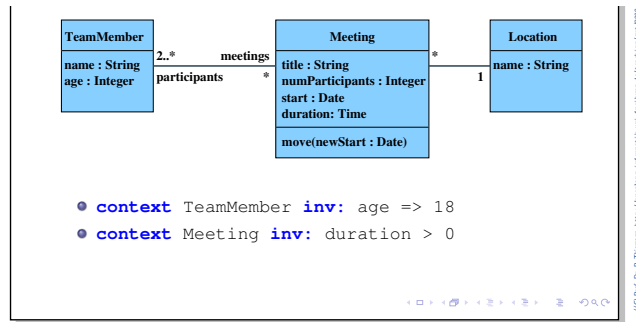 TeamMember
name : String
age : Integer
2..*
participants
meetings
*
Meeting
title : String
numParticipants : Integer
start : Date
duration: Time
move(newStart : Date)
*
1
Location
name : String
context TeamMember inv: age => 18
context Meeting inv: duration > 0